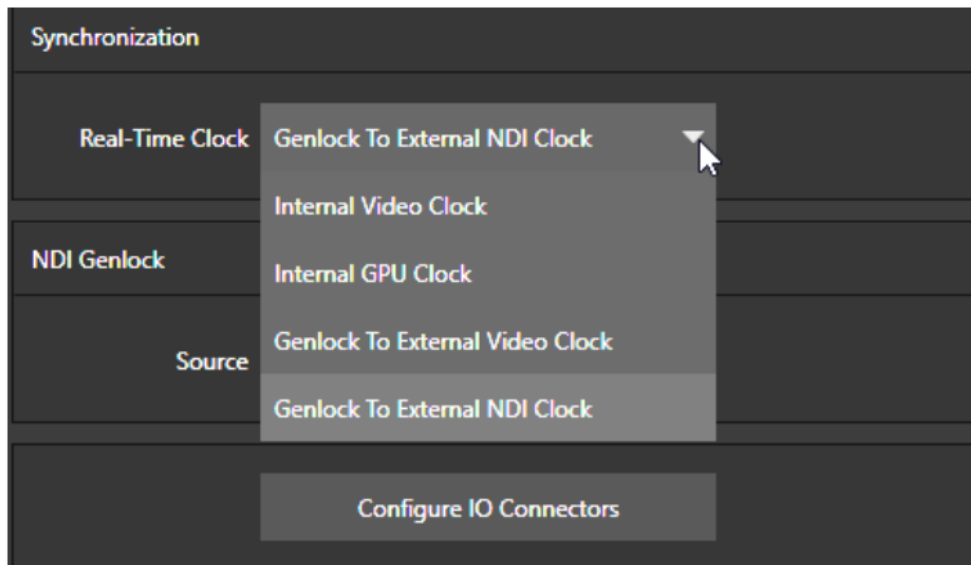 Synchronization
Real-Time Clock Genlock To External NDI Clock
Internal Video Clock
NDI Genlock
Internal GPU Clock
Genlock To External Video Clock
Source
Genlock To External NDI Clock
Configure IO Connectors